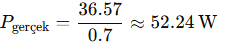 P_gerçek = 36.57 / 0.7 ≈ 52.24 W